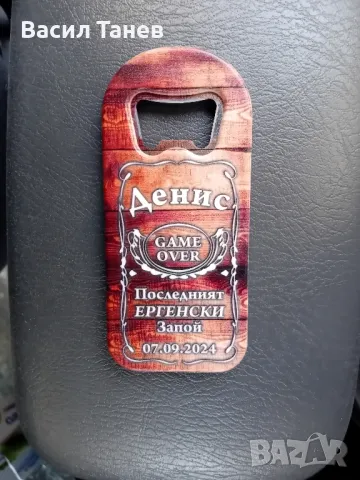 Васил Танев
Денис
GAME
OVER
Последният
ЕРГЕНСКИ
Запой
07.09.2024
BAZAR